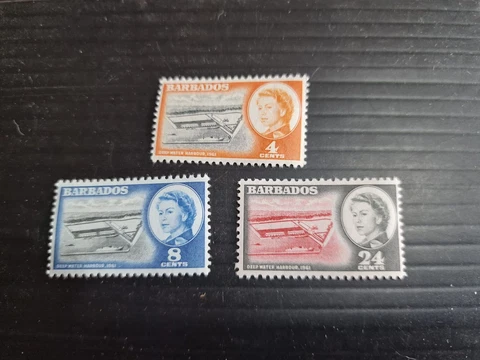 BARBADOS
DEEP WATER HARBOUR, 1961
4
CENTS
BARBADOS
DEEP WATER HARBOUR, 1961
8
CENTS
BARBADOS
DEEP WATER HARBOUR, 1961
24
CENTS